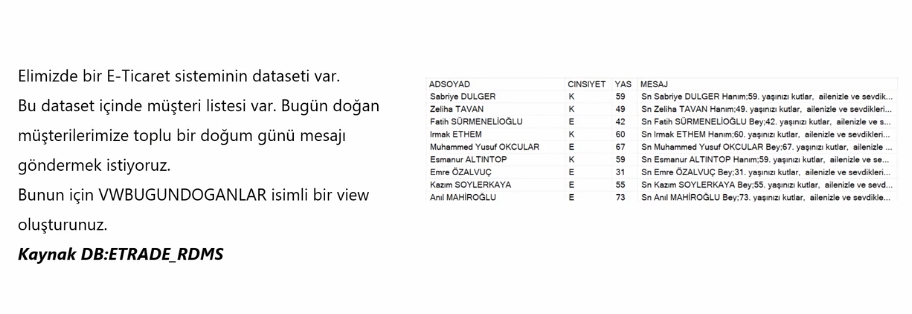 Elimizde bir E-Ticaret sisteminin dataseti var.
Bu dataset içinde müşteri listesi var. Bugün doğan
müşterilerimize toplu bir doğum günü mesajı
göndermek istiyoruz.
Bunun için VWBUGUNDOGANLAR isimli bir view
oluşturunuz.
Kaynak DB:ETRADE_RDMS
ADSOYAD CINSIYET YAS MESAJ
Sabriye DULGER K 59 Sn Sabriye DULGER Hanım;59. yaşınızı kutlar, ailenizle ve sevdik...
Zeliha TAVAN K 49 Sn Zeliha TAVAN Hanım;49. yaşınızı kutlar, ailenizle ve sevdikleri...
Fatih SÜRMENELİOĞLU E 42 Sn Fatih SÜRMENELİOĞLU Bey;42. yaşınızı kutlar, ailenizle ve s...
Irmak ETHEM K 60 Sn Irmak ETHEM Hanım;60. yaşınızı kutlar, ailenizle ve sevdikleri...
Muhammed Yusuf OKCULAR E 67 Sn Muhammed Yusuf OKCULAR Bey;67. yaşınızı kutlar, ailenizle ...
Esmanur ALTINTOP K 59 Sn Esmanur ALTINTOP Hanım;59. yaşınızı kutlar, ailenizle ve se...
Emre ÖZALVUÇ E 31 Sn Emre ÖZALVUÇ Bey;31. yaşınızı kutlar, ailenizle ve sevdikleri...
Kazım SOYLERKAYA E 55 Sn Kazım SOYLERKAYA Bey;55. yaşınızı kutlar, ailenizle ve sevd...
Anıl MAHİROĞLU E 73 Sn Anıl MAHİROĞLU Bey;73. yaşınızı kutlar, ailenizle ve sevdikle...